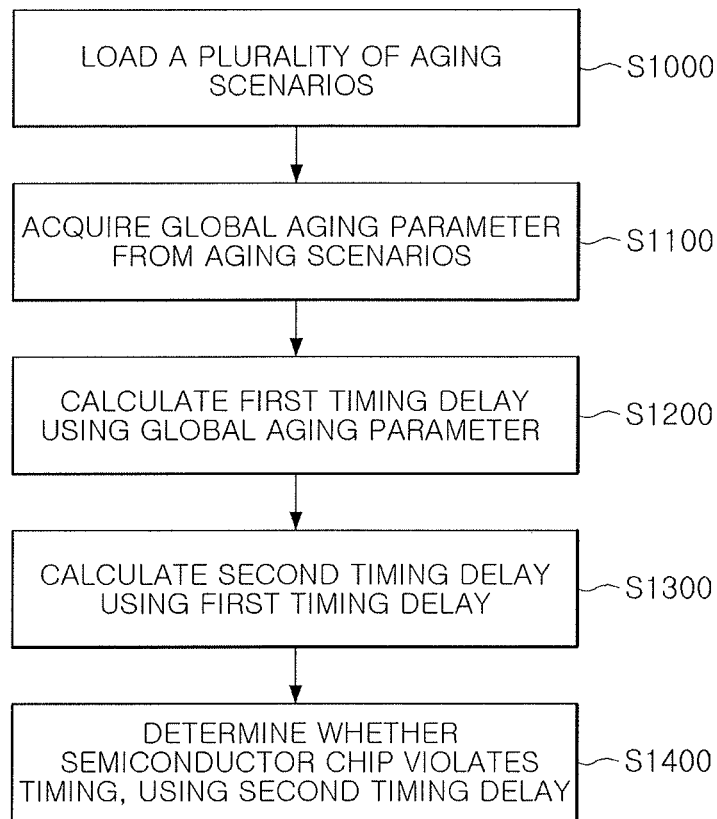 LOAD A PLURALITY OF AGING
SCENARIOS
S1000
ACQUIRE GLOBAL AGING PARAMETER
FROM AGING SCENARIOS
S1100
CALCULATE FIRST TIMING DELAY
USING GLOBAL AGING PARAMETER
S1200
CALCULATE SECOND TIMING DELAY
USING FIRST TIMING DELAY
S1300
DETERMINE WHETHER
SEMICONDUCTOR CHIP VIOLATES
TIMING, USING SECOND TIMING DELAY
S1400